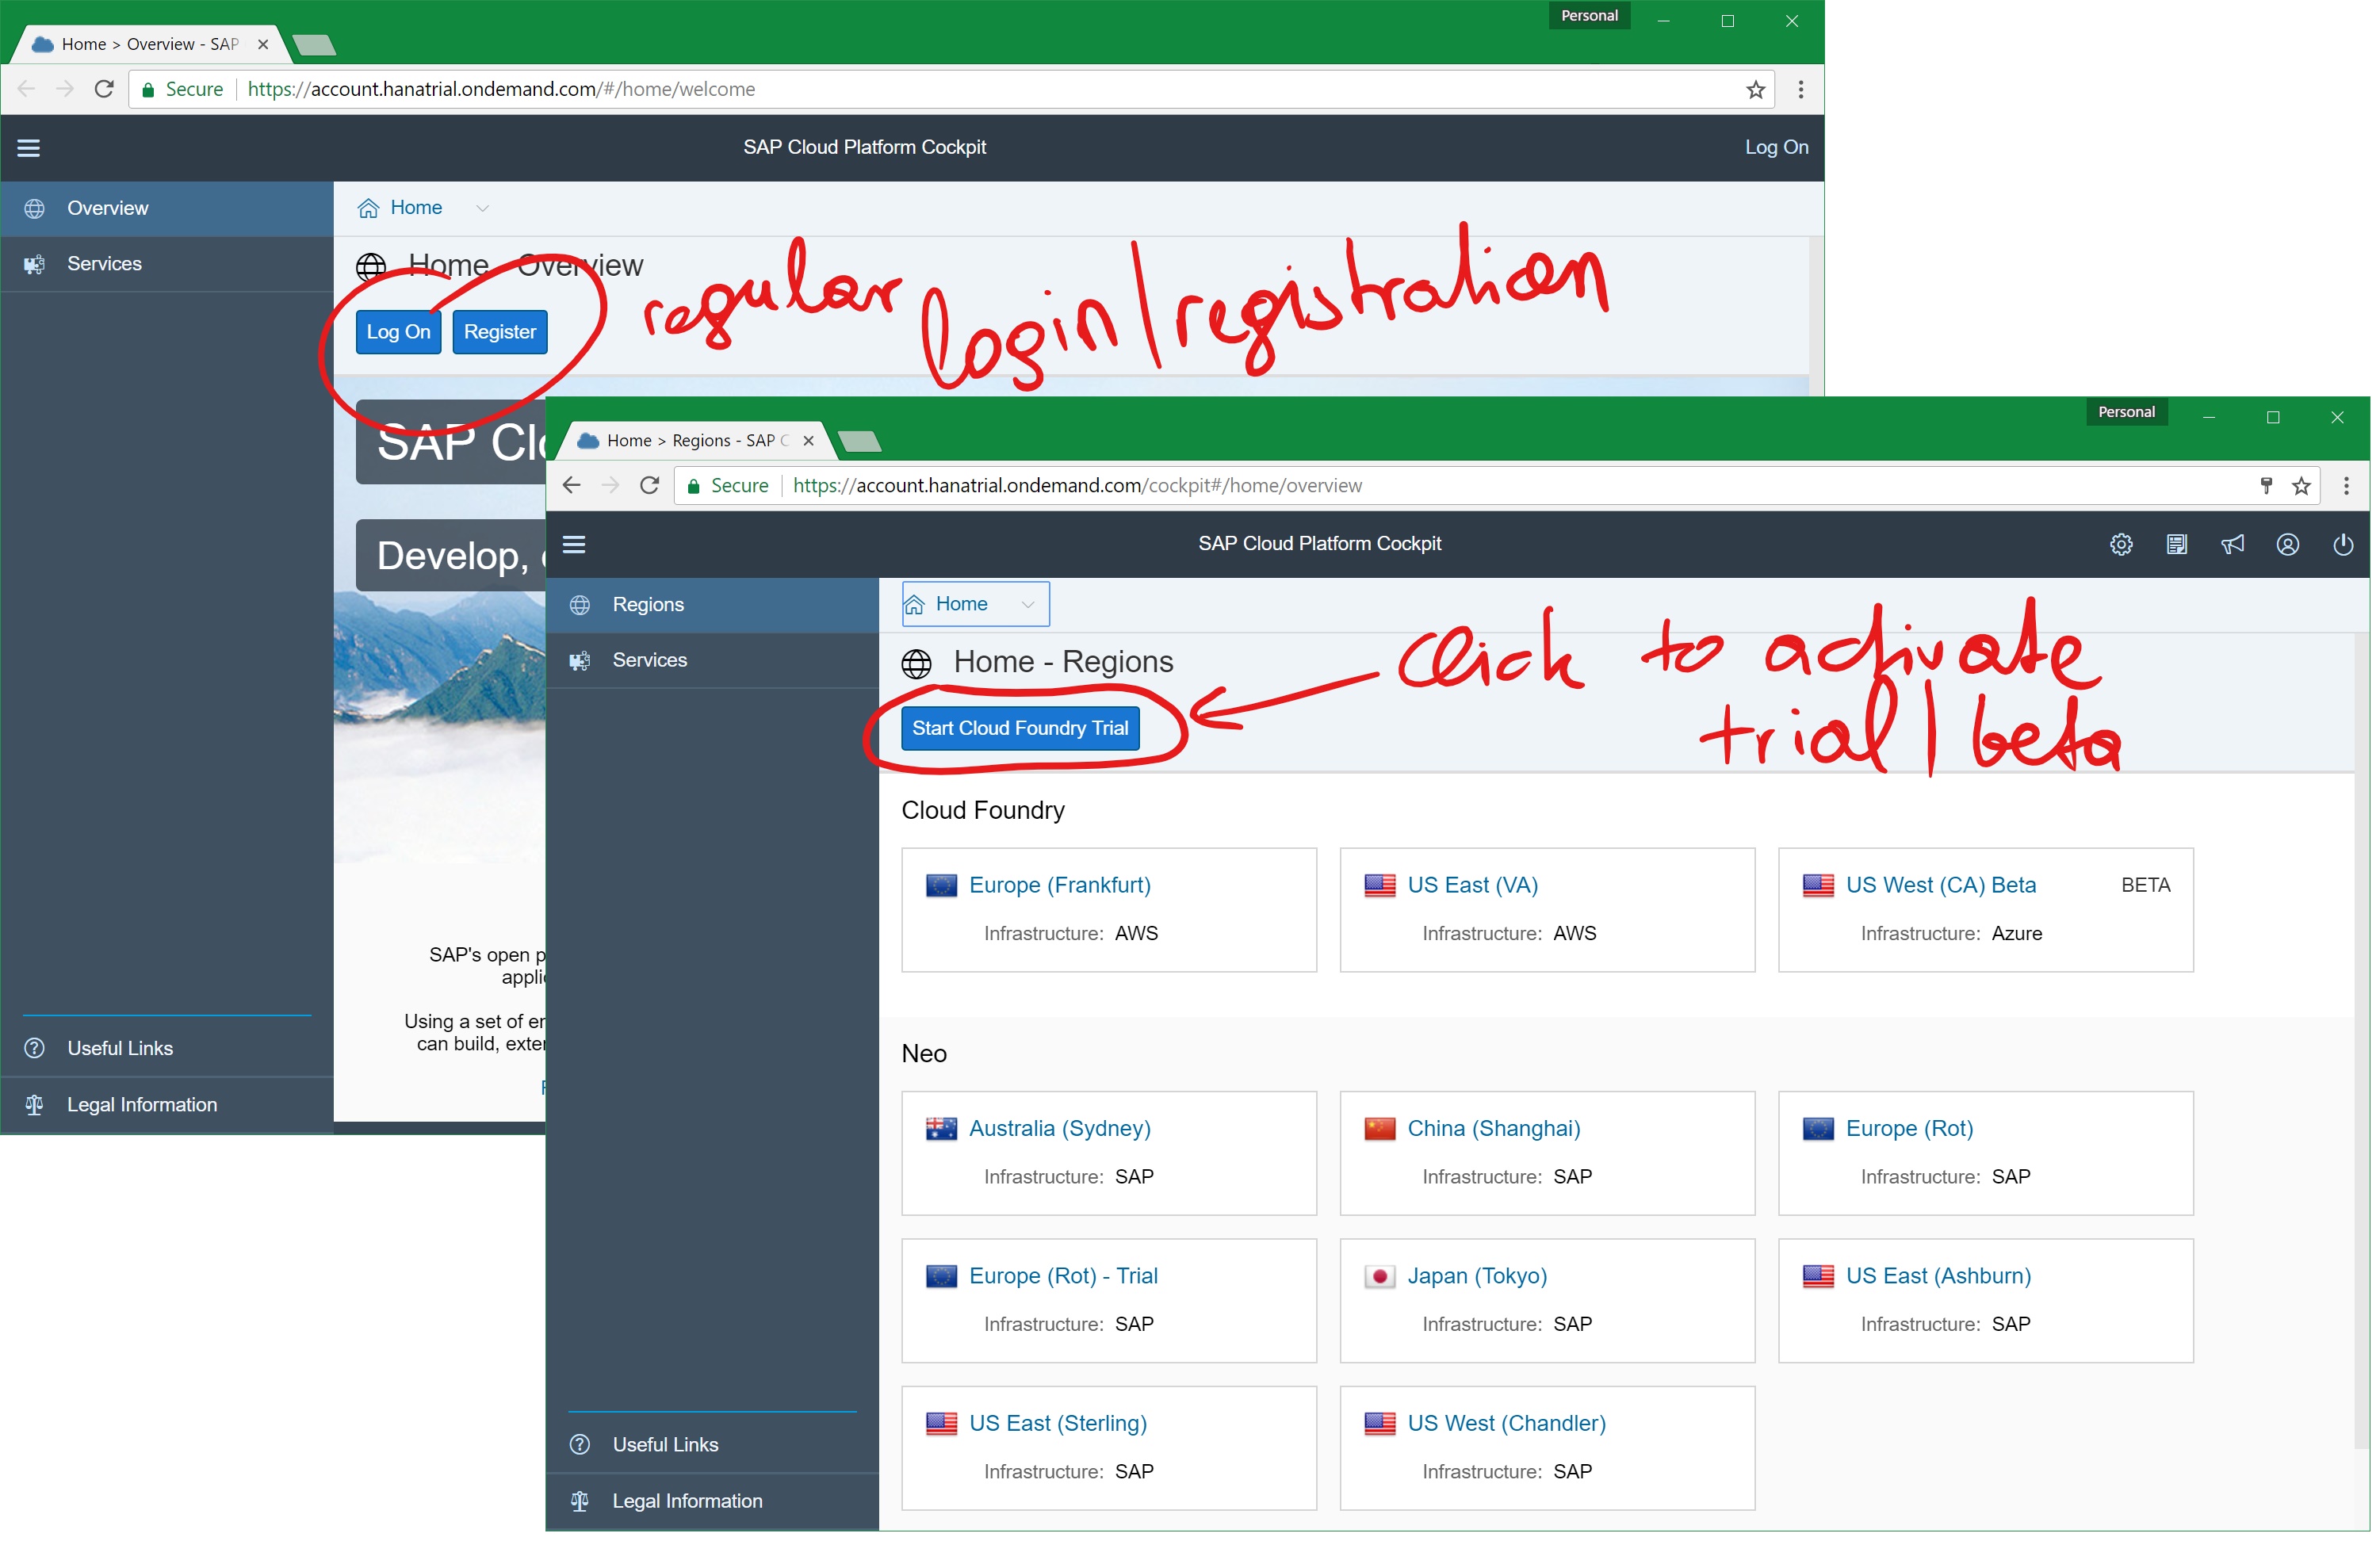 Personal
Home > Overview - SAP
Secure https://account.hanatrial.ondemand.com/#/home/welcome
SAP Cloud Platform Cockpit
Log On
Overview
Services
Home
Home - Overview
Log On Register
regular login/registration
SAP Clo
Develop,
SAP's open p
applic
Using a set of en
can build, exten
Useful Links
Legal Information
Personal
Home > Regions - SAP C
Secure https://account.hanatrial.ondemand.com/cockpit#/home/overview
SAP Cloud Platform Cockpit
Regions
Services
Home
Home - Regions
Start Cloud Foundry Trial
click to activate
trial/beta
Cloud Foundry
Europe (Frankfurt)
Infrastructure: AWS
US East (VA)
Infrastructure: AWS
US West (CA) Beta BETA
Infrastructure: Azure
Neo
Australia (Sydney)
Infrastructure: SAP
China (Shanghai)
Infrastructure: SAP
Europe (Rot)
Infrastructure: SAP
Europe (Rot) - Trial
Infrastructure: SAP
Japan (Tokyo)
Infrastructure: SAP
US East (Ashburn)
Infrastructure: SAP
US East (Sterling)
Infrastructure: SAP
US West (Chandler)
Infrastructure: SAP
Useful Links
Legal Information